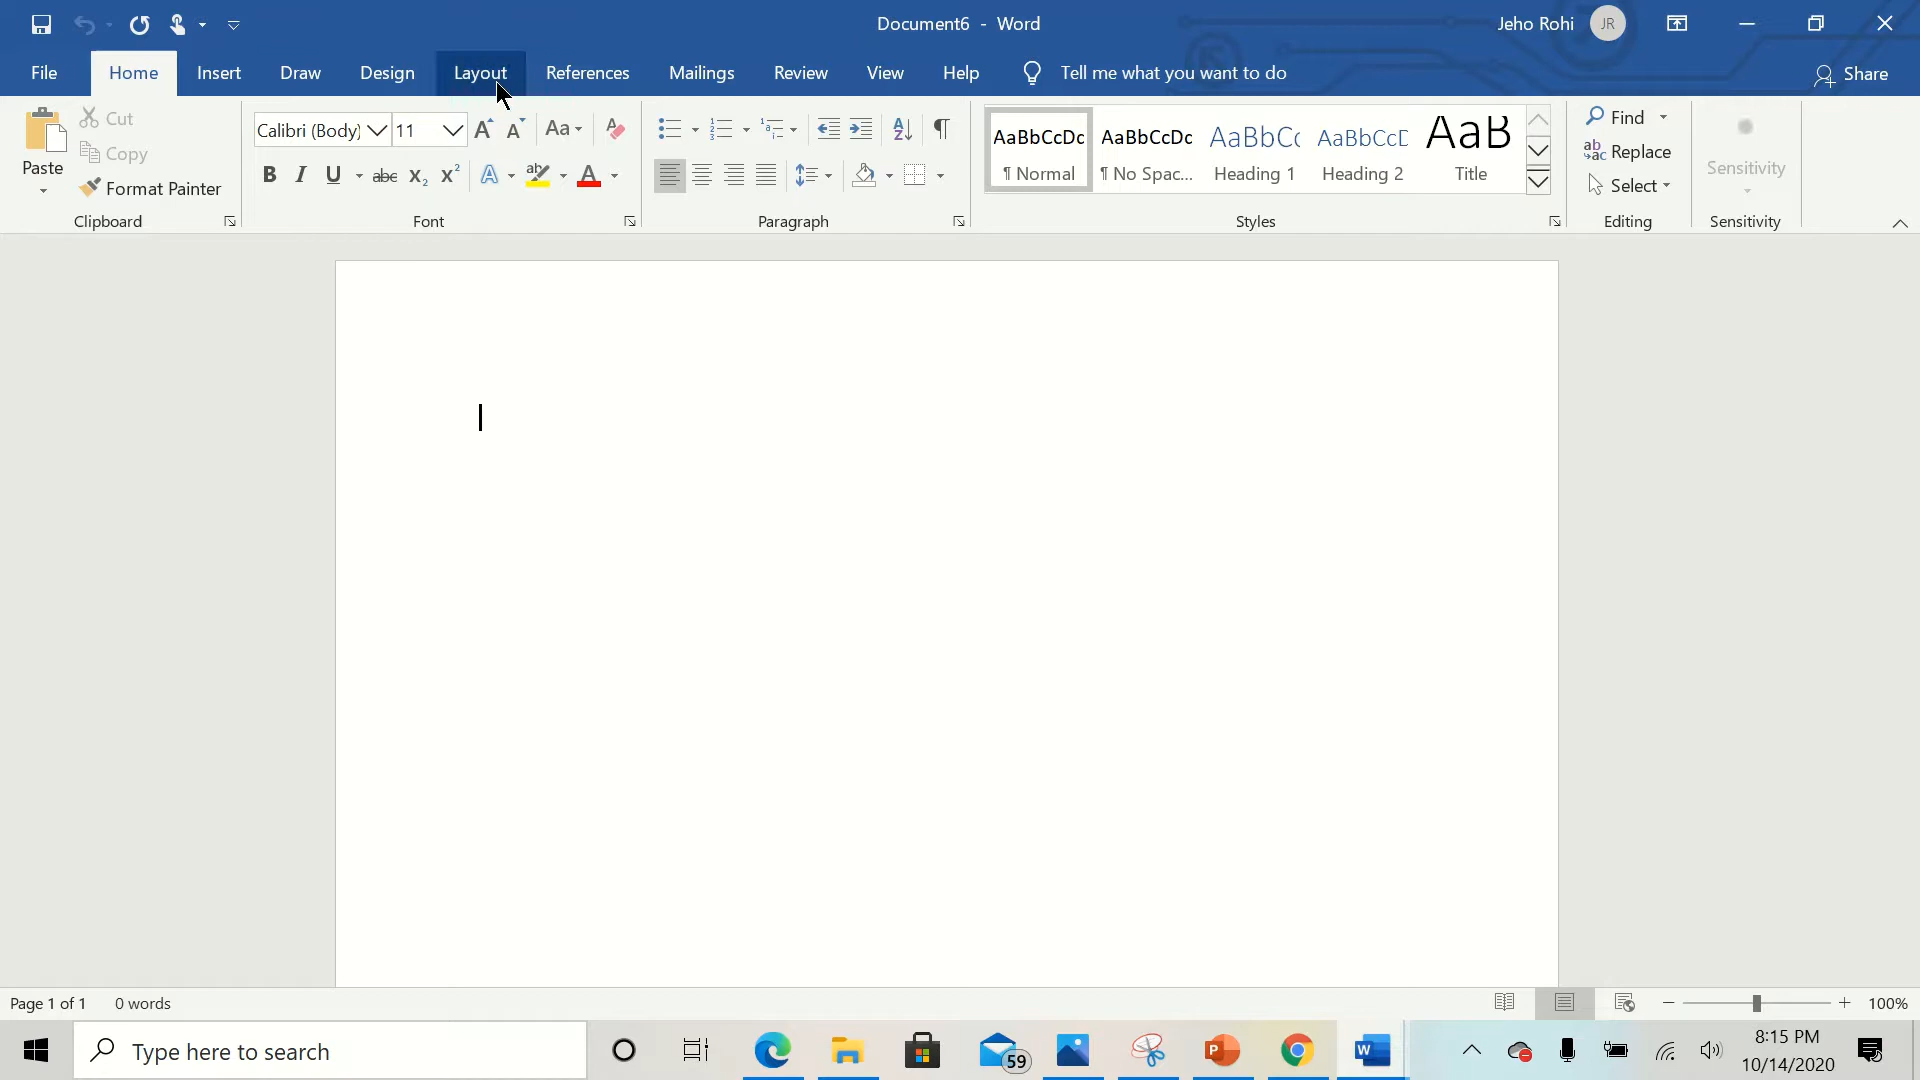 Document6 - Word
Jeho Rohi
JR
File Home Insert Draw Design Layout References Mailings Review View Help Tell me what you want to do Share
Paste
Cut
Copy
Format Painter
Clipboard
Calibri (Body) 11
Font
Paragraph
AaBbCcDc AaBbCcDc AaBbCc AaBbCcD AaB
¶ Normal ¶ No Spac... Heading 1 Heading 2 Title
Styles
Find
Replace
Select
Editing
Sensitivity
Sensitivity
Page 1 of 1 0 words
100%
Type here to search
59
8:15 PM
10/14/2020